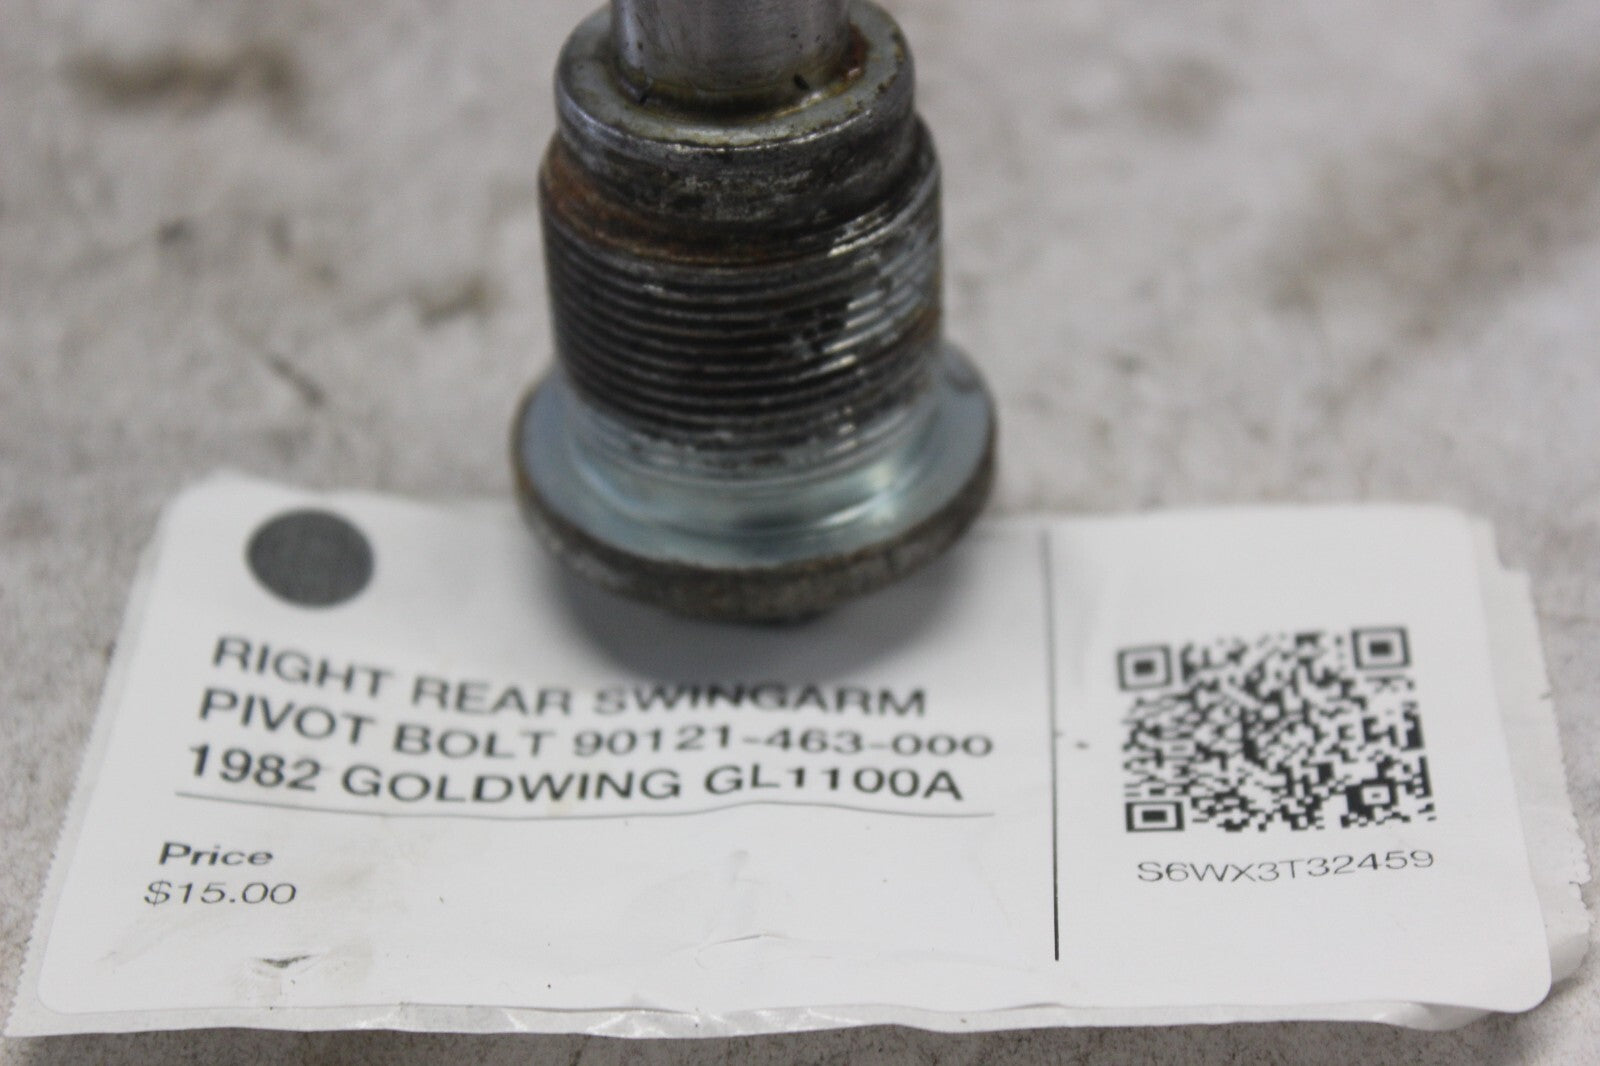 RIGHT REAR SWINGARM
PIVOT BOLT 90121-463-000
1982 GOLDWING GL1100A
Price
$15.00
S6WX3T32459